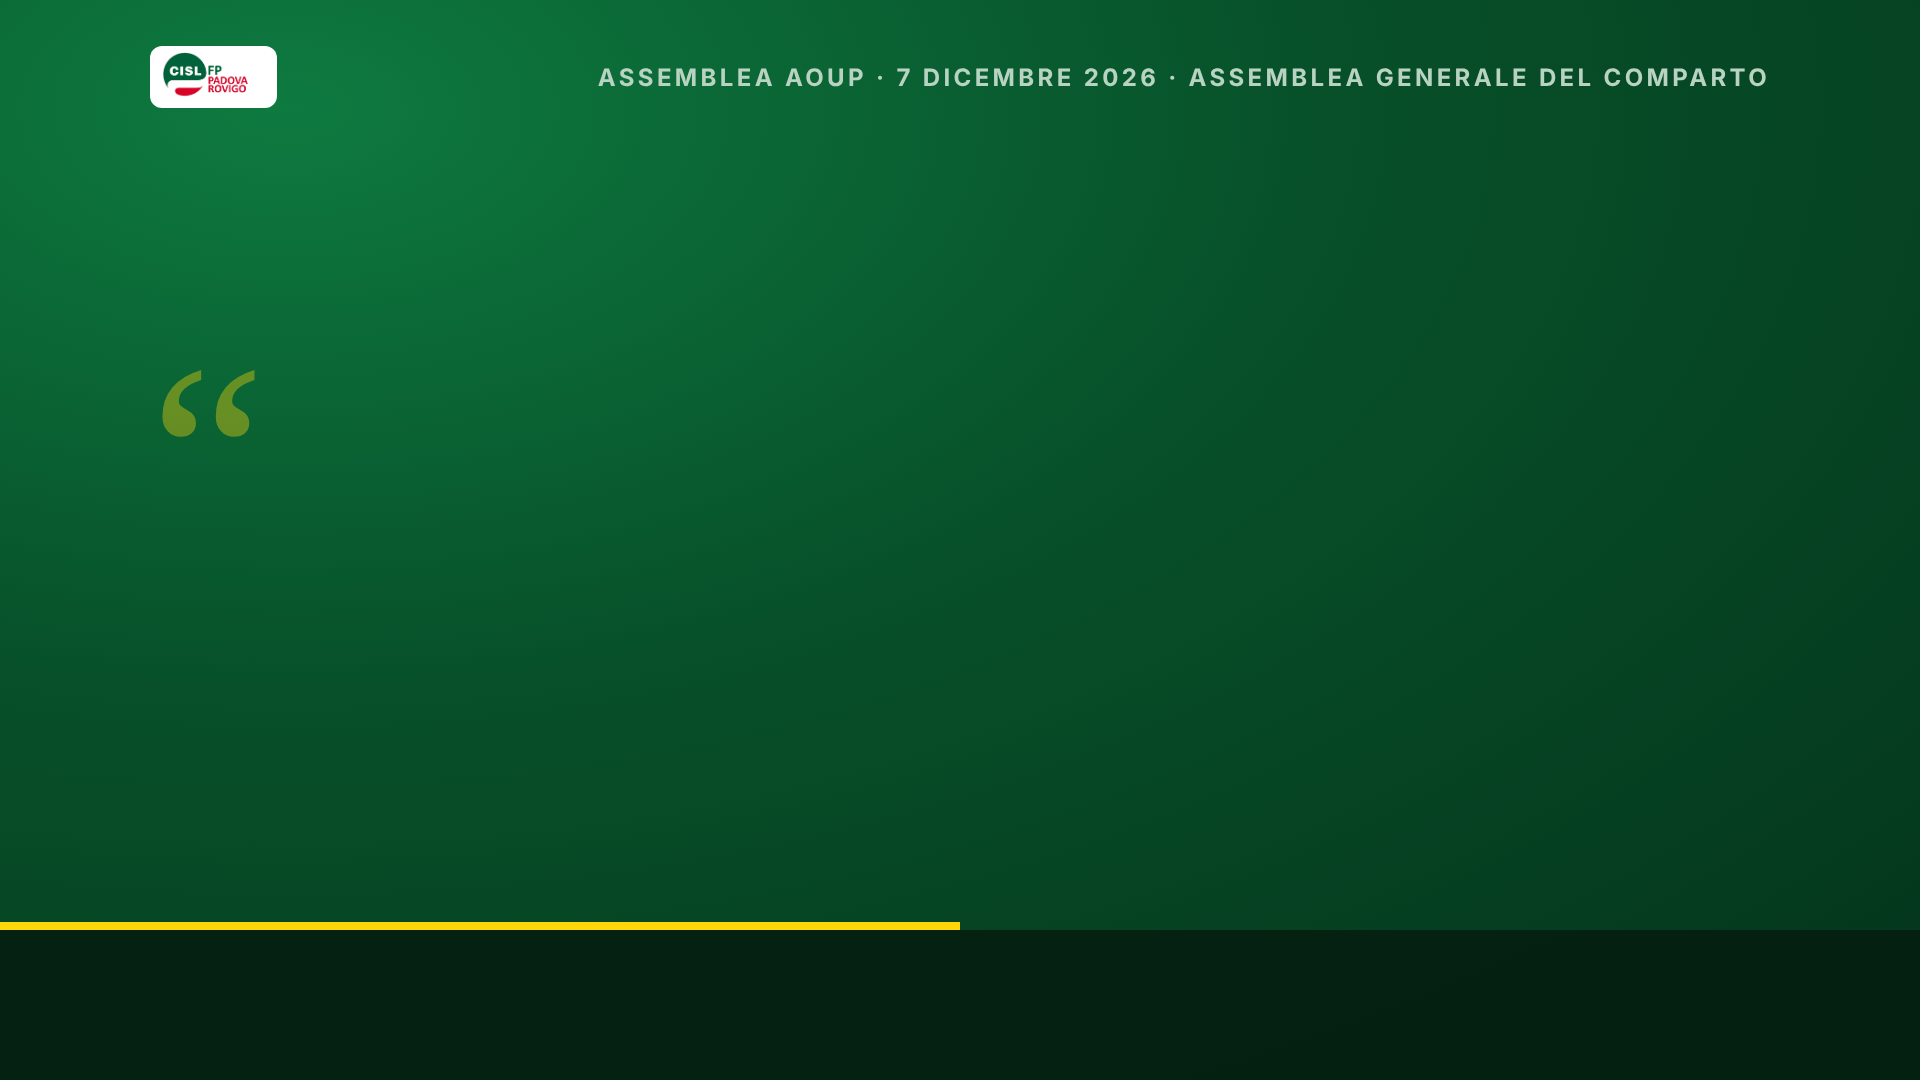 CISL FP
PADOVA
ROVIGO
ASSEMBLEA AOUP · 7 DICEMBRE 2026 · ASSEMBLEA GENERALE DEL COMPARTO
“